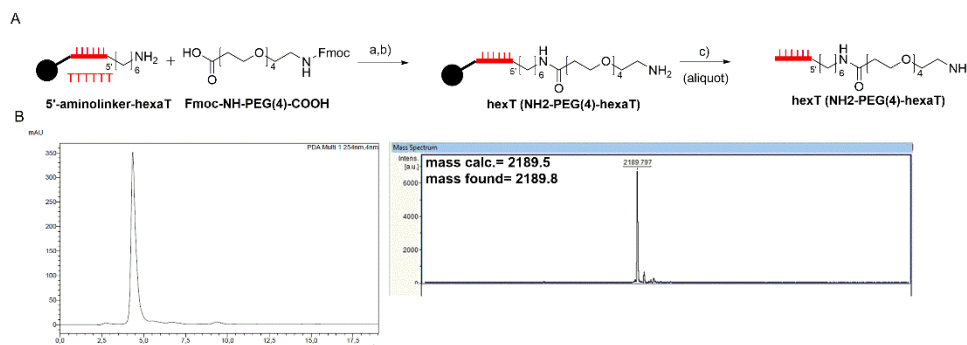 A
5' ( )6 NH2 + HO O ( O )4 N H Fmoc a,b) 5' ( )6 H N O ( O )4 NH2 c) (aliquot) 5' ( )6 H N O ( O )4 NH
5'-aminolinker-hexaT Fmoc-NH-PEG(4)-COOH hexT (NH2-PEG(4)-hexaT) hexT (NH2-PEG(4)-hexaT)
B
mAU
PDA Multi 1 254nm,4nm
350
300
250
200
150
100
50
0
0,0 2,5 5,0 7,5 10,0 12,5 15,0 17,5
Mass Spectrum
Intens. [a.u.]
mass calc.= 2189.5
mass found= 2189.8
2189.797
6000
4000
2000
0